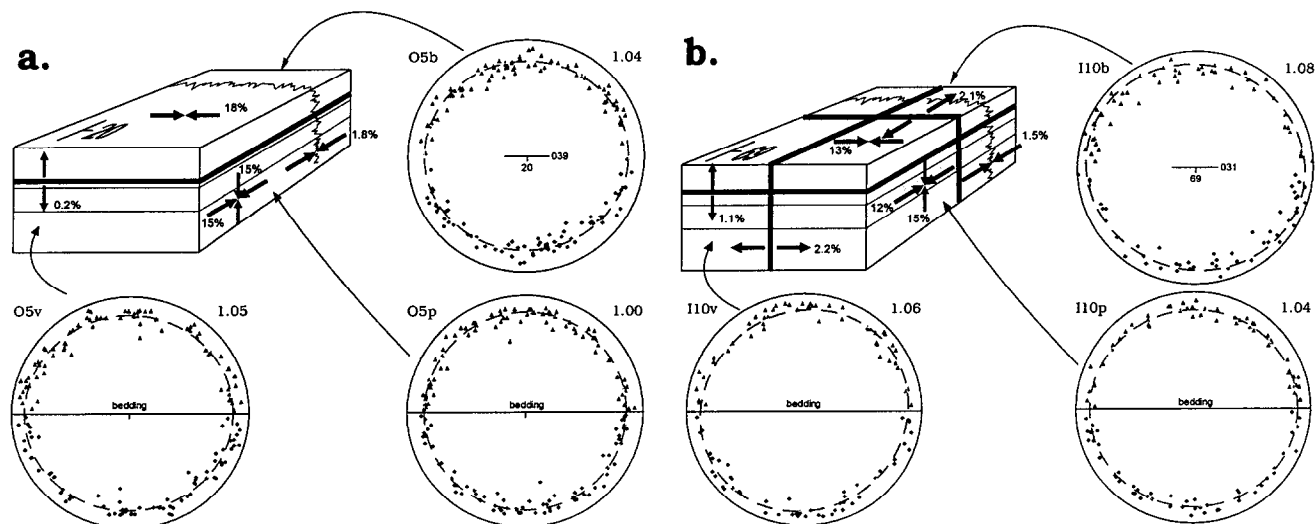 a.
O5b
1.04
039
20
18%
15%
1.8%
0.2%
15%
O5v
1.05
bedding
O5p
1.00
bedding
b.
I10b
1.08
031
69
2.1%
13%
1.5%
12%
15%
1.1%
2.2%
I10v
1.06
bedding
I10p
1.04
bedding